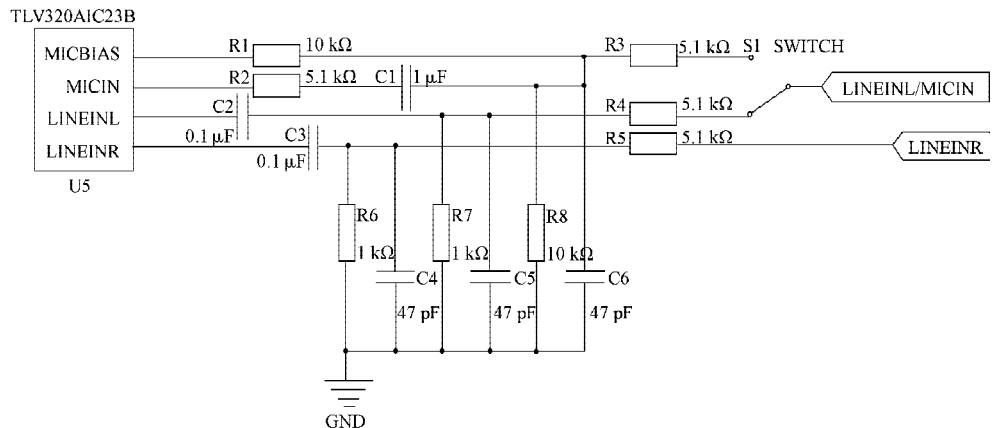 TLV320AIC23B
MICBIAS R1 10 kΩ R3 5.1 kΩ S1 SWITCH
MICIN R2 5.1 kΩ C1 1 μF
LINEINL C2 R4 5.1 kΩ LINEINL/MICIN
0.1 μF C3
LINEINR 0.1 μF R5 5.1 kΩ LINEINR
U5
R6 R7 R8
1 kΩ 1 kΩ 10 kΩ
C4 C5 C6
47 pF 47 pF 47 pF
GND